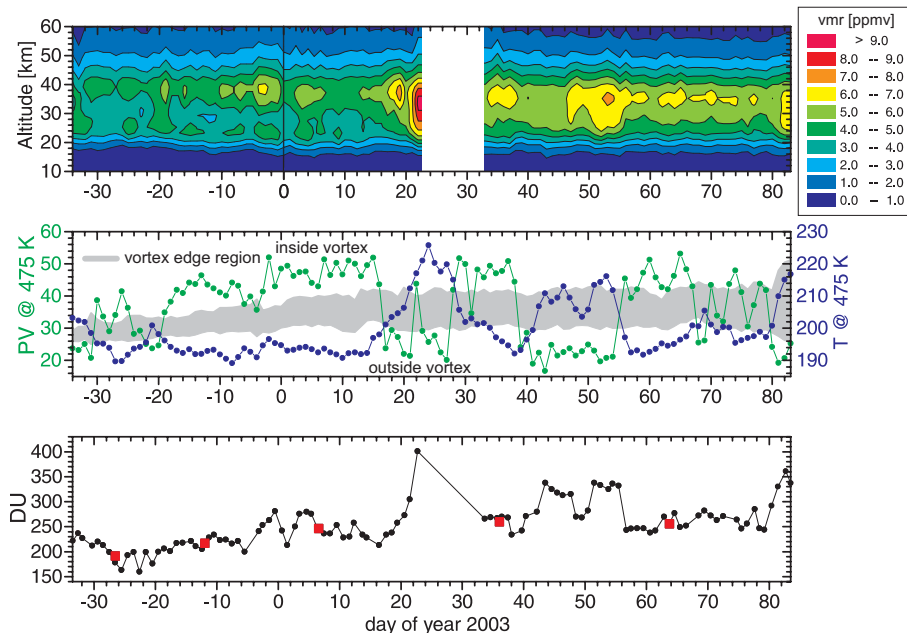 vmr [ppmv]
> 9.0
8.0 -- 9.0
7.0 -- 8.0
6.0 -- 7.0
5.0 -- 6.0
4.0 -- 5.0
3.0 -- 4.0
2.0 -- 3.0
1.0 -- 2.0
0.0 -- 1.0
Altitude [km]
60
50
40
30
20
10
-30 -20 -10 0 10 20 30 40 50 60 70 80
PV @ 475 K
60
50
40
30
20
vortex edge region
inside vortex
outside vortex
230
220
210
200
190
T @ 475 K
-30 -20 -10 0 10 20 30 40 50 60 70 80
DU
400
350
300
250
200
150
-30 -20 -10 0 10 20 30 40 50 60 70 80
day of year 2003